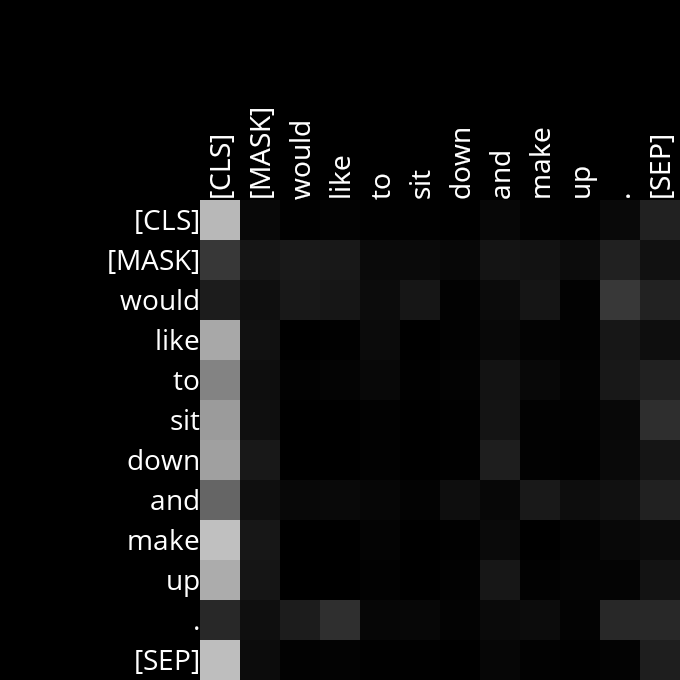 [CLS] [MASK] would like to sit down and make up . [SEP]
[CLS]
[MASK]
would
like
to
sit
down
and
make
up
.
[SEP]